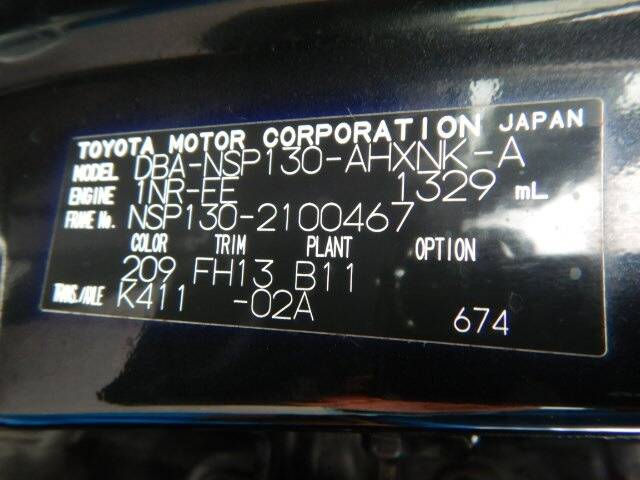 TOYOTA MOTOR CORPORATION JAPAN
MODEL DBA-NSP130-AHXNK-A
ENGINE 1NR-FE 1329 mL
FRAME No. NSP130-2100467
COLOR TRIM PLANT OPTION
209 FH13 B11
TRANS./AXLE K411 -02A
674